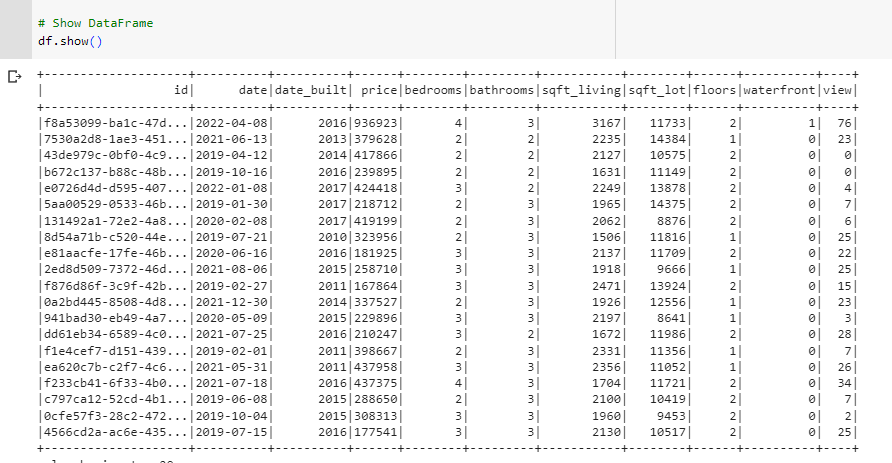 # Show DataFrame
df.show()
+--------------------+----------+----------+------+--------+---------+-----------+--------+------+----------+----+
|                  id|      date|date_built| price|bedrooms|bathrooms|sqft_living|sqft_lot|floors|waterfront|view|
+--------------------+----------+----------+------+--------+---------+-----------+--------+------+----------+----+
|f8a53099-ba1c-47d...|2022-04-08|      2016|936923|       4|        3|       3167|   11733|     2|         1|  76|
|7530a2d8-1ae3-451...|2021-06-13|      2013|379628|       2|        2|       2235|   14384|     1|         0|  23|
|43de979c-0bf0-4c9...|2019-04-12|      2014|417866|       2|        2|       2127|   10575|     2|         0|   0|
|b672c137-b88c-48b...|2019-10-16|      2016|239895|       2|        2|       1631|   11149|     2|         0|   0|
|e0726d4d-d595-407...|2022-01-08|      2017|424418|       3|        2|       2249|   13878|     2|         0|   4|
|5aa00529-0533-46b...|2019-01-30|      2017|218712|       2|        3|       1965|   14375|     2|         0|   7|
|131492a1-72e2-4a8...|2020-02-08|      2017|419199|       2|        3|       2062|    8876|     2|         0|   6|
|8d54a71b-c520-44e...|2019-07-21|      2010|323956|       2|        3|       1506|   11816|     1|         0|  25|
|e81aacfe-17fe-46b...|2020-06-16|      2016|181925|       3|        3|       2137|   11709|     2|         0|  22|
|2ed8d509-7372-46d...|2021-08-06|      2015|258710|       3|        3|       1918|    9666|     1|         0|  25|
|f876d86f-3c9f-42b...|2019-02-27|      2011|167864|       3|        3|       2471|   13924|     2|         0|  15|
|0a2bd445-8508-4d8...|2021-12-30|      2014|337527|       2|        3|       1926|   12556|     1|         0|  23|
|941bad30-eb49-4a7...|2020-05-09|      2015|229896|       3|        3|       2197|    8641|     1|         0|   3|
|dd61eb34-6589-4c0...|2021-07-25|      2016|210247|       3|        2|       1672|   11986|     2|         0|  28|
|f1e4cef7-d151-439...|2019-02-01|      2011|398667|       2|        3|       2331|   11356|     1|         0|   7|
|ea620c7b-c2f7-4c6...|2021-05-31|      2011|437958|       3|        3|       2356|   11052|     1|         0|  26|
|f233cb41-6f33-4b0...|2021-07-18|      2016|437375|       4|        3|       1704|   11721|     2|         0|  34|
|c797ca12-52cd-4b1...|2019-06-08|      2015|288650|       2|        3|       2100|   10419|     2|         0|   7|
|0cfe57f3-28c2-472...|2019-10-04|      2015|308313|       3|        3|       1960|    9453|     2|         0|   2|
|4566cd2a-ac6e-435...|2019-07-15|      2016|177541|       3|        3|       2130|   10517|     2|         0|  25|
+--------------------+----------+----------+------+--------+---------+-----------+--------+------+----------+----+